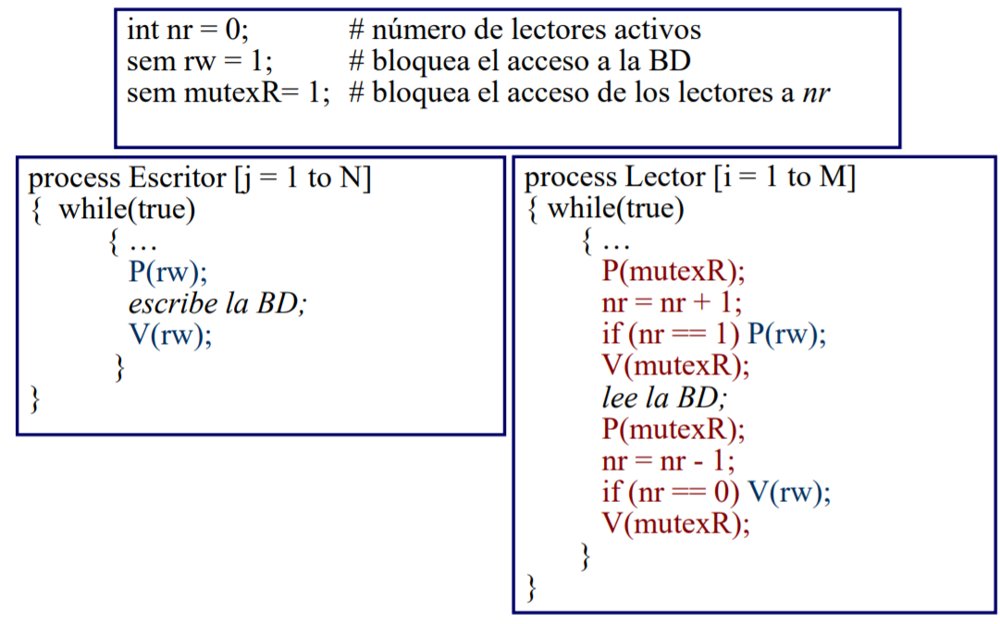 int nr = 0; # número de lectores activos
sem rw = 1; # bloquea el acceso a la BD
sem mutexR= 1; # bloquea el acceso de los lectores a nr
process Escritor [j = 1 to N]
{ while(true)
{ …
P(rw);
escribe la BD;
V(rw);
}
}
process Lector [i = 1 to M]
{ while(true)
{ …
P(mutexR);
nr = nr + 1;
if (nr == 1) P(rw);
V(mutexR);
lee la BD;
P(mutexR);
nr = nr - 1;
if (nr == 0) V(rw);
V(mutexR);
}
}